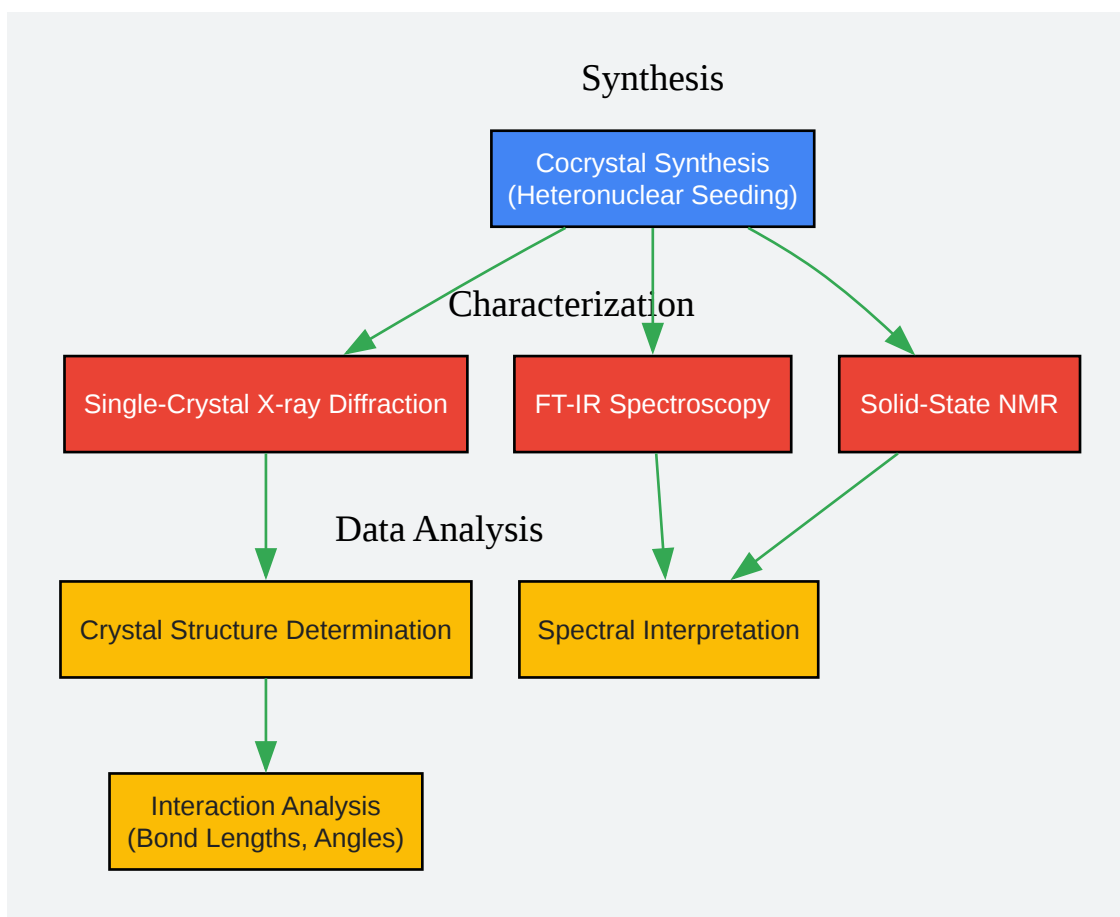 Synthesis
Cocrystal Synthesis
(Heteronuclear Seeding)
Characterization
Single-Crystal X-ray Diffraction
FT-IR Spectroscopy
Solid-State NMR
Data Analysis
Crystal Structure Determination
Spectral Interpretation
Interaction Analysis
(Bond Lengths, Angles)